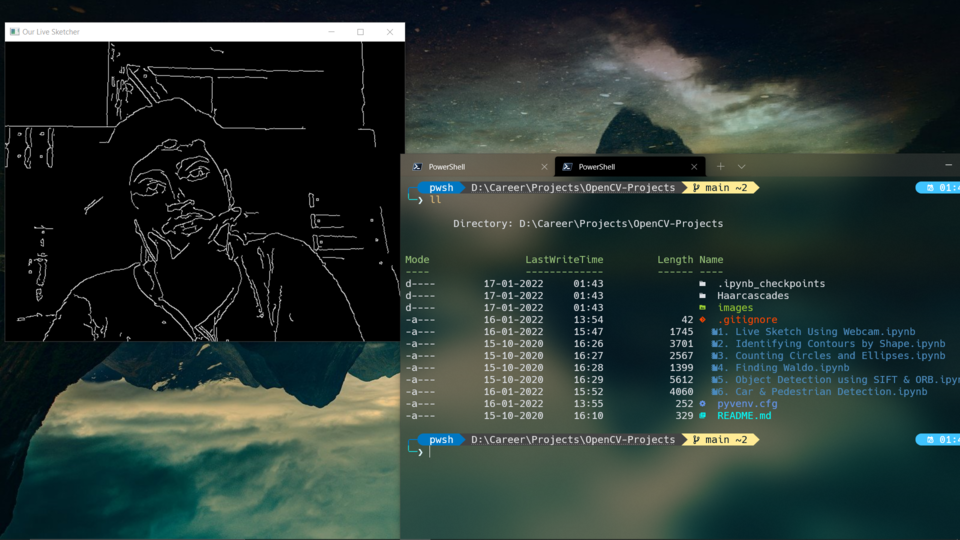 Our Live Sketcher
PowerShell
PowerShell
pwsh D:\Career\Projects\OpenCV-Projects main ~2
❯ ll
Directory: D:\Career\Projects\OpenCV-Projects
Mode LastWriteTime Length Name
---- ------------- ------ ----
d---- 17-01-2022 01:43 .ipynb_checkpoints
d---- 17-01-2022 01:43 Haarcascades
d---- 17-01-2022 01:43 images
-a--- 16-01-2022 13:54 42 .gitignore
-a--- 16-01-2022 15:47 1745 1. Live Sketch Using Webcam.ipynb
-a--- 15-10-2020 16:26 3701 2. Identifying Contours by Shape.ipynb
-a--- 15-10-2020 16:27 2567 3. Counting Circles and Ellipses.ipynb
-a--- 15-10-2020 16:28 1399 4. Finding Waldo.ipynb
-a--- 15-10-2020 16:29 5612 5. Object Detection using SIFT & ORB.ipyn
-a--- 16-01-2022 15:52 4060 6. Car & Pedestrian Detection.ipynb
-a--- 16-01-2022 13:55 252 pyvenv.cfg
-a--- 15-10-2020 16:10 329 README.md
pwsh D:\Career\Projects\OpenCV-Projects main ~2
❯